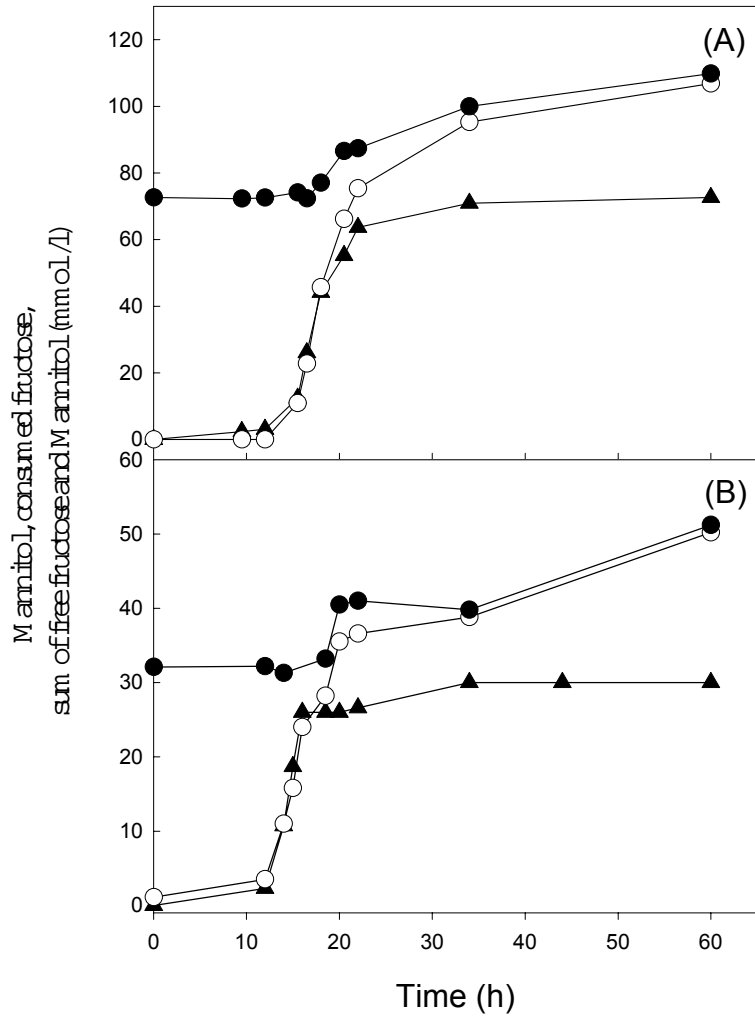 Mannitol, consumed fructose,
sum of free fructose and Mannitol (mmol/l)
(A)
120
100
80
60
40
20
0
(B)
60
50
40
30
20
10
0
0 10 20 30 40 50 60
Time (h)